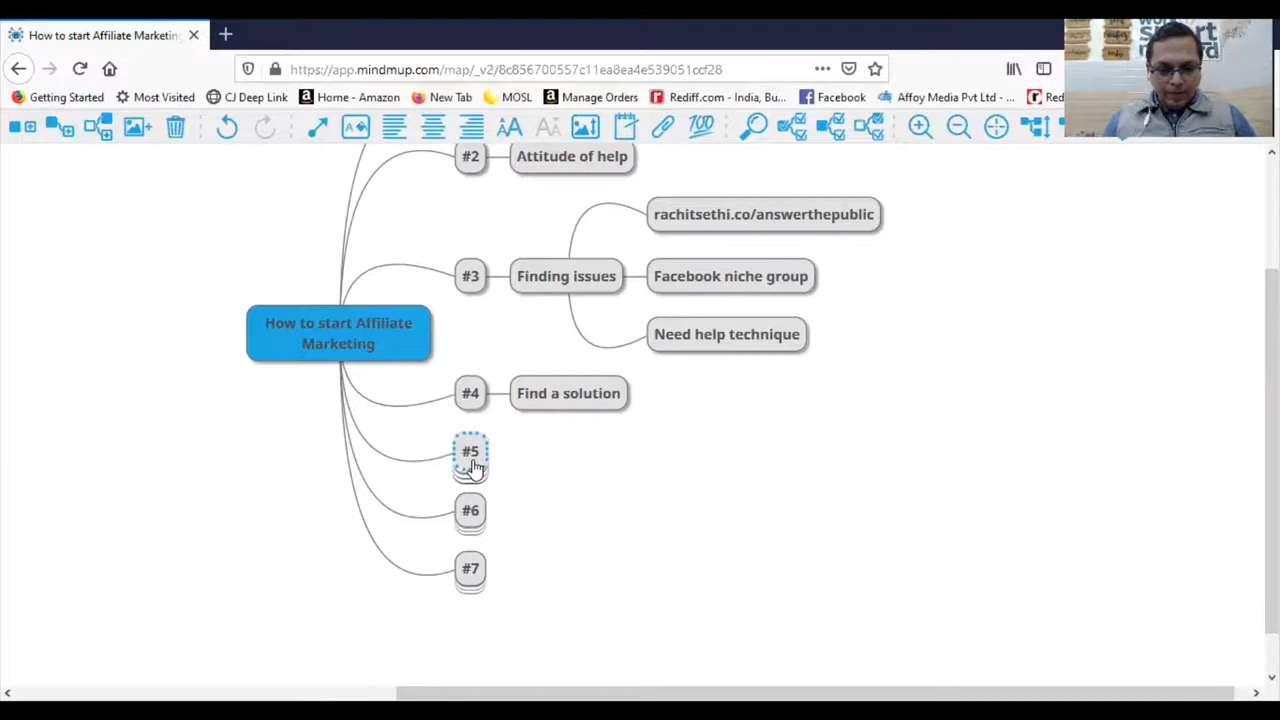 How to start Affiliate Marketin
https://app.mindmup.com/map/_v2/8c856700557c11ea8ea4e539051ccf28
Getting Started Most Visited CJ Deep Link Home - Amazon New Tab MOSL Manage Orders Rediff.com - India, Bu... Facebook Affoy Media Pvt Ltd - ... Red
100
#2 Attitude of help
rachitsethi.co/answerthepublic
#3 Finding issues Facebook niche group
Need help technique
How to start Affiliate
Marketing
#4 Find a solution
#5
#6
#7